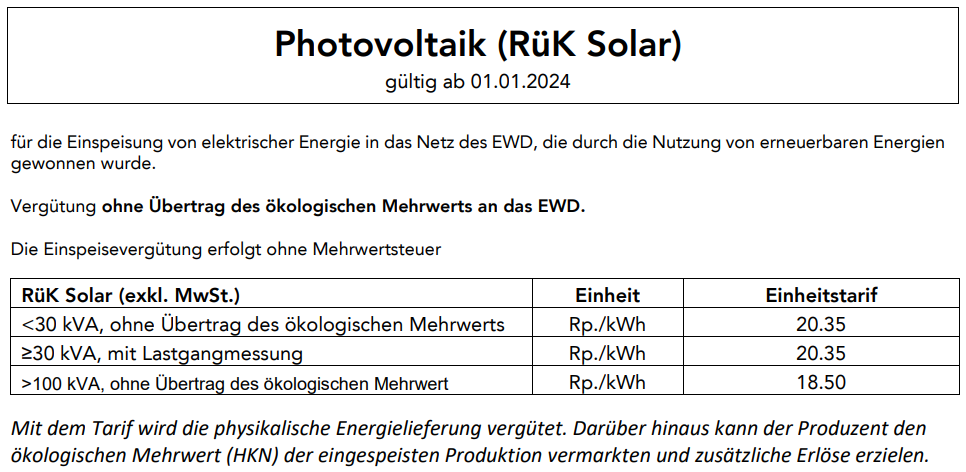 Photovoltaik (RüK Solar)
gültig ab 01.01.2024
für die Einspeisung von elektrischer Energie in das Netz des EWD, die durch die Nutzung von erneuerbaren Energien
gewonnen wurde.
Vergütung ohne Übertrag des ökologischen Mehrwerts an das EWD.
Die Einspeisevergütung erfolgt ohne Mehrwertsteuer
RüK Solar (exkl. MwSt.) Einheit Einheitstarif
<30 kVA, ohne Übertrag des ökologischen Mehrwerts Rp./kWh 20.35
≥30 kVA, mit Lastgangmessung Rp./kWh 20.35
>100 kVA, ohne Übertrag des ökologischen Mehrwert Rp./kWh 18.50
Mit dem Tarif wird die physikalische Energielieferung vergütet. Darüber hinaus kann der Produzent den
ökologischen Mehrwert (HKN) der eingespeisten Produktion vermarkten und zusätzliche Erlöse erzielen.